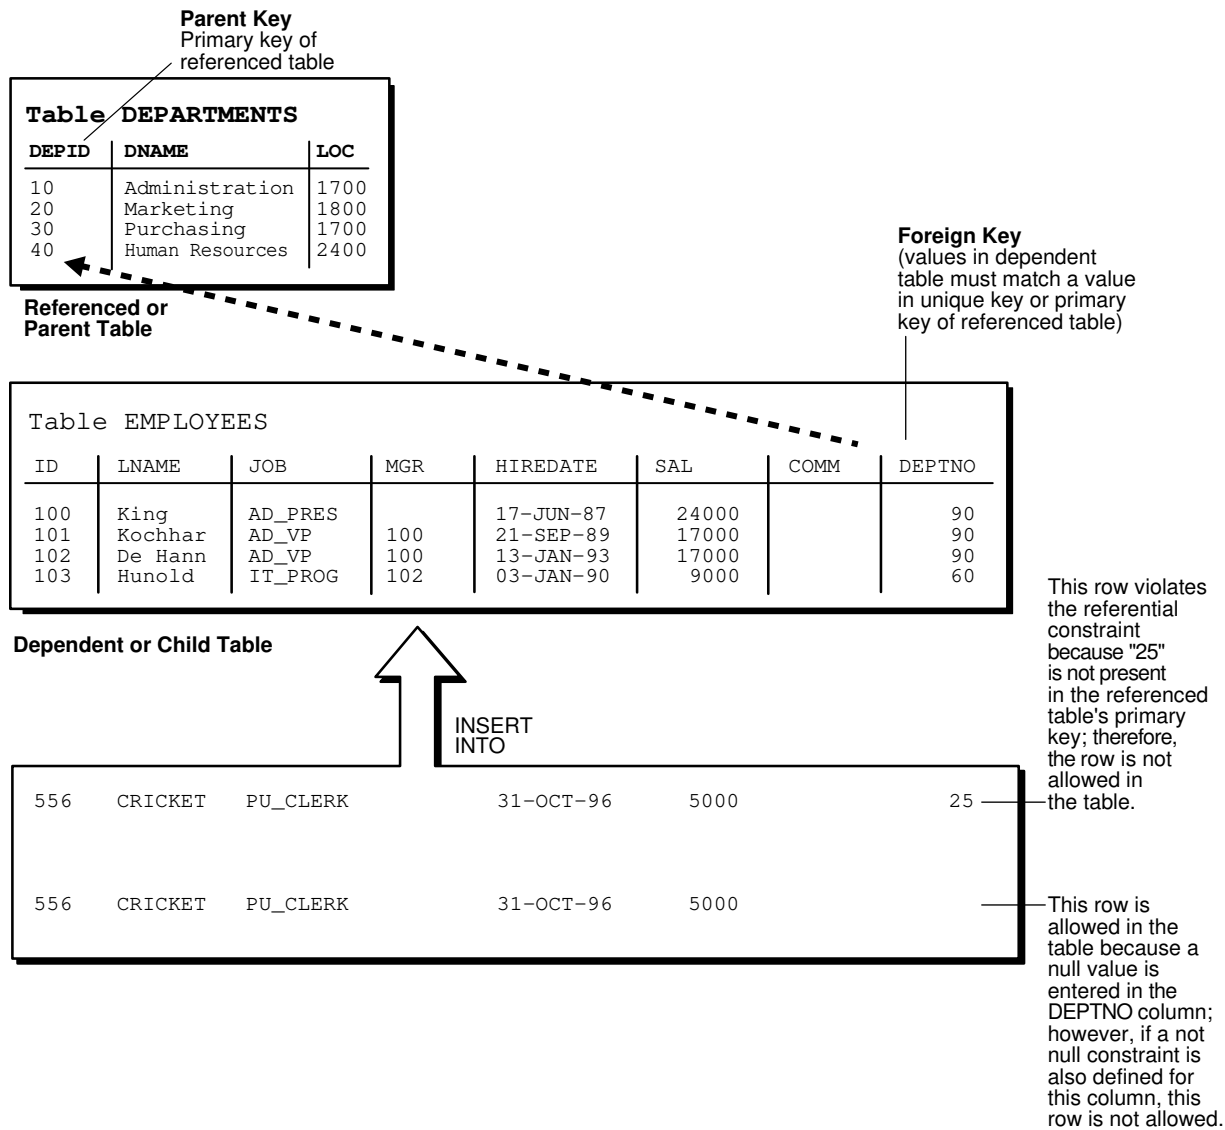 Parent Key
Primary key of
referenced table
Table DEPARTMENTS
DEPID DNAME LOC
10 Administration 1700
20 Marketing 1800
30 Purchasing 1700
40 Human Resources 2400
Referenced or
Parent Table
Foreign Key
(values in dependent
table must match a value
in unique key or primary
key of referenced table)
Table EMPLOYEES
ID LNAME JOB MGR HIREDATE SAL COMM DEPTNO
100 King AD_PRES 17-JUN-87 24000 90
101 Kochhar AD_VP 100 21-SEP-89 17000 90
102 De Hann AD_VP 100 13-JAN-93 17000 90
103 Hunold IT_PROG 102 03-JAN-90 9000 60
Dependent or Child Table
INSERT
INTO
556 CRICKET PU_CLERK 31-OCT-96 5000 25
This row violates
the referential
constraint
because "25"
is not present
in the referenced
table's primary
key; therefore,
the row is not
allowed in
the table.
556 CRICKET PU_CLERK 31-OCT-96 5000
This row is
allowed in the
table because a
null value is
entered in the
DEPTNO column;
however, if a not
null constraint is
also defined for
this column, this
row is not allowed.